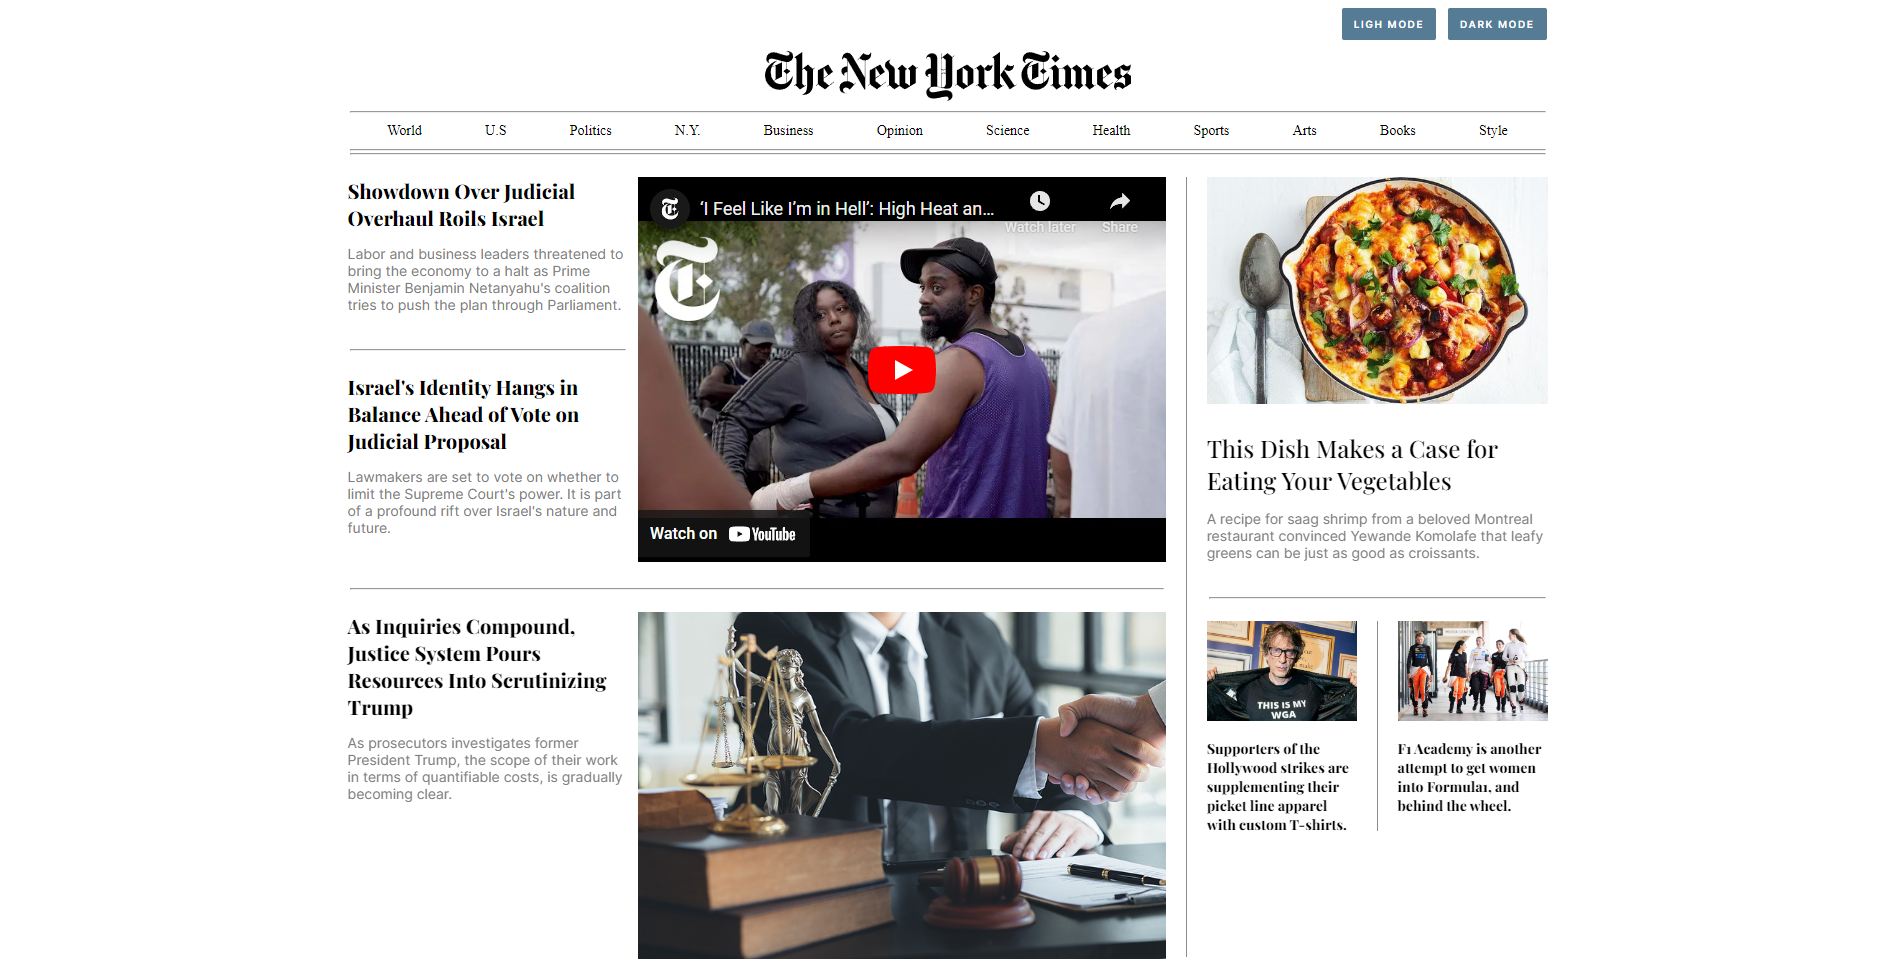 LIGH MODE DARK MODE
The New York Times
World U.S Politics N.Y. Business Opinion Science Health Sports Arts Books Style
Showdown Over Judicial
Overhaul Roils Israel
Labor and business leaders threatened to
bring the economy to a halt as Prime
Minister Benjamin Netanyahu's coalition
tries to push the plan through Parliament.
Israel's Identity Hangs in
Balance Ahead of Vote on
Judicial Proposal
Lawmakers are set to vote on whether to
limit the Supreme Court's power. It is part
of a profound rift over Israel's nature and
future.
‘I Feel Like I’m in Hell’: High Heat an...
Watch later Share
Watch on YouTube
As Inquiries Compound,
Justice System Pours
Resources Into Scrutinizing
Trump
As prosecutors investigates former
President Trump, the scope of their work
in terms of quantifiable costs, is gradually
becoming clear.
This Dish Makes a Case for
Eating Your Vegetables
A recipe for saag shrimp from a beloved Montreal
restaurant convinced Yewande Komolafe that leafy
greens can be just as good as croissants.
THIS IS MY
WGA
Supporters of the
Hollywood strikes are
supplementing their
picket line apparel
with custom T-shirts.
F1 Academy is another
attempt to get women
into Formula1, and
behind the wheel.